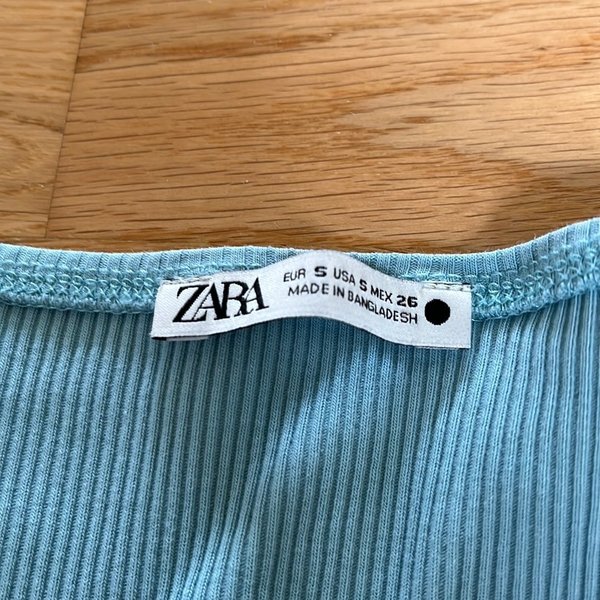 ZARA
EUR S USA S MEX 26
MADE IN BANGLADESH